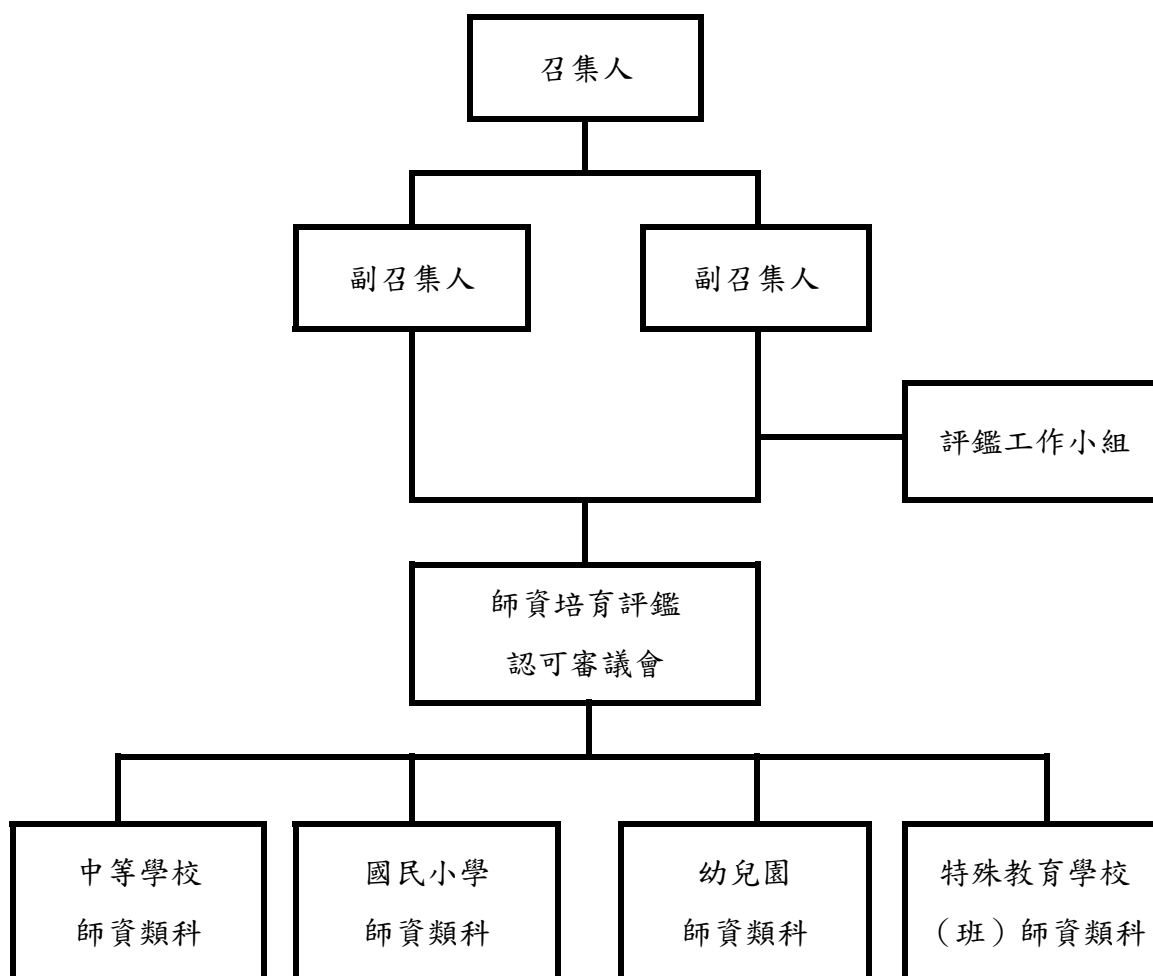 召集人
副召集人
副召集人
評鑑工作小組
師資培育評鑑
認可審議會
中等學校
師資類科
國民小學
師資類科
幼兒園
師資類科
特殊教育學校
（班）師資類科